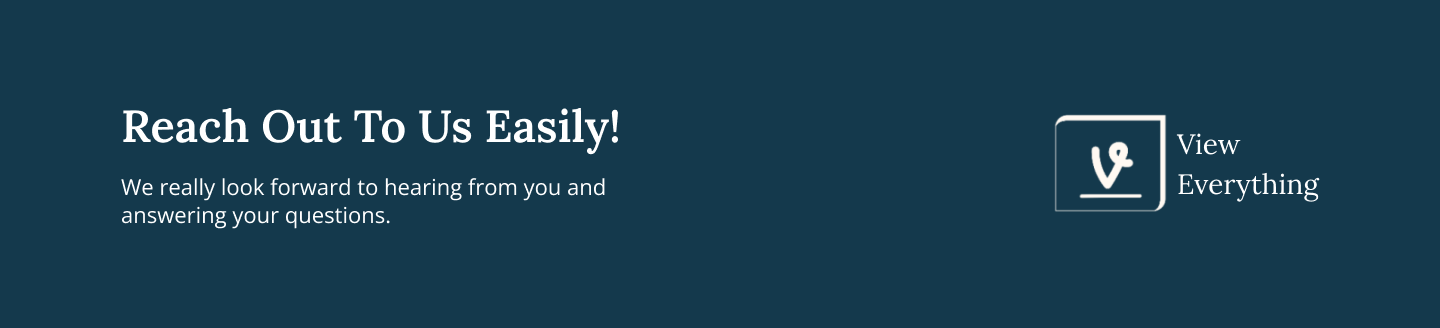 Reach Out To Us Easily!
We really look forward to hearing from you and
answering your questions.
View
Everything